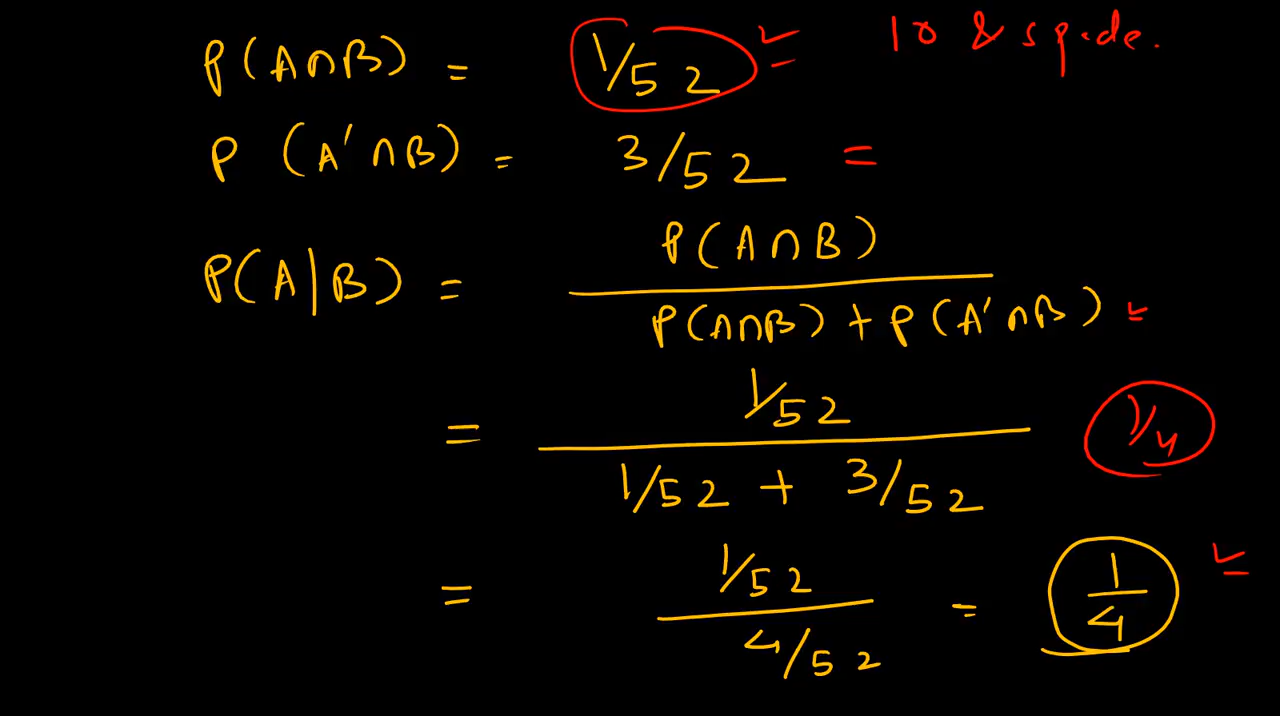 P(A∩B) = 1/52 10 & spade.
P (A'∩B) = 3/52 =
P(A|B) = P(A∩B)
P(A∩B) + P(A'∩B)
= 1/52
1/52 + 3/52 1/4
= 1/52
4/52 = 1/4